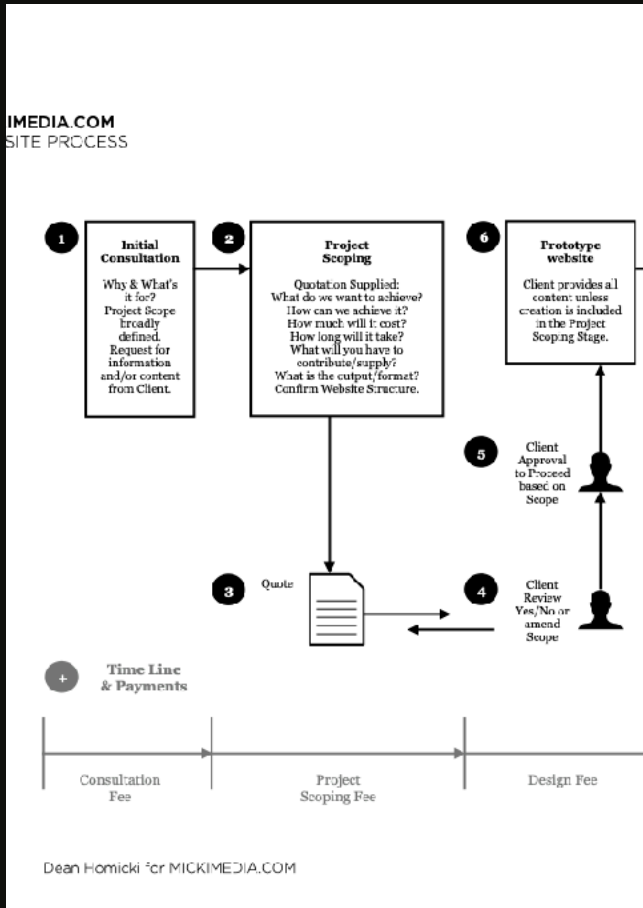 IMEDIA.COM
SITE PROCESS
1
Initial
Consultation
Why & What's
it for?
Project Scope
broadly
defined.
Request for
information
and/or content
from Client.
2
Project
Scoping
Quotation Supplied:
What do we want to achieve?
How can we achieve it?
How much will it cost?
How long will it take?
What will you have to
contribute/supply?
What is the output/format?
Confirm Website Structure.
6
Prototype
website
Client provides all
content unless
creation is included
in the Project
Scoping Stage.
5
Client
Approval
to Proceed
based on
Scope
3
Quote
4
Client
Review
Yes/No or
amend
Scope
+
Time Line
& Payments
Consultation
Fee
Project
Scoping Fee
Design Fee
Dean Homicki for MICKIMEDIA.COM